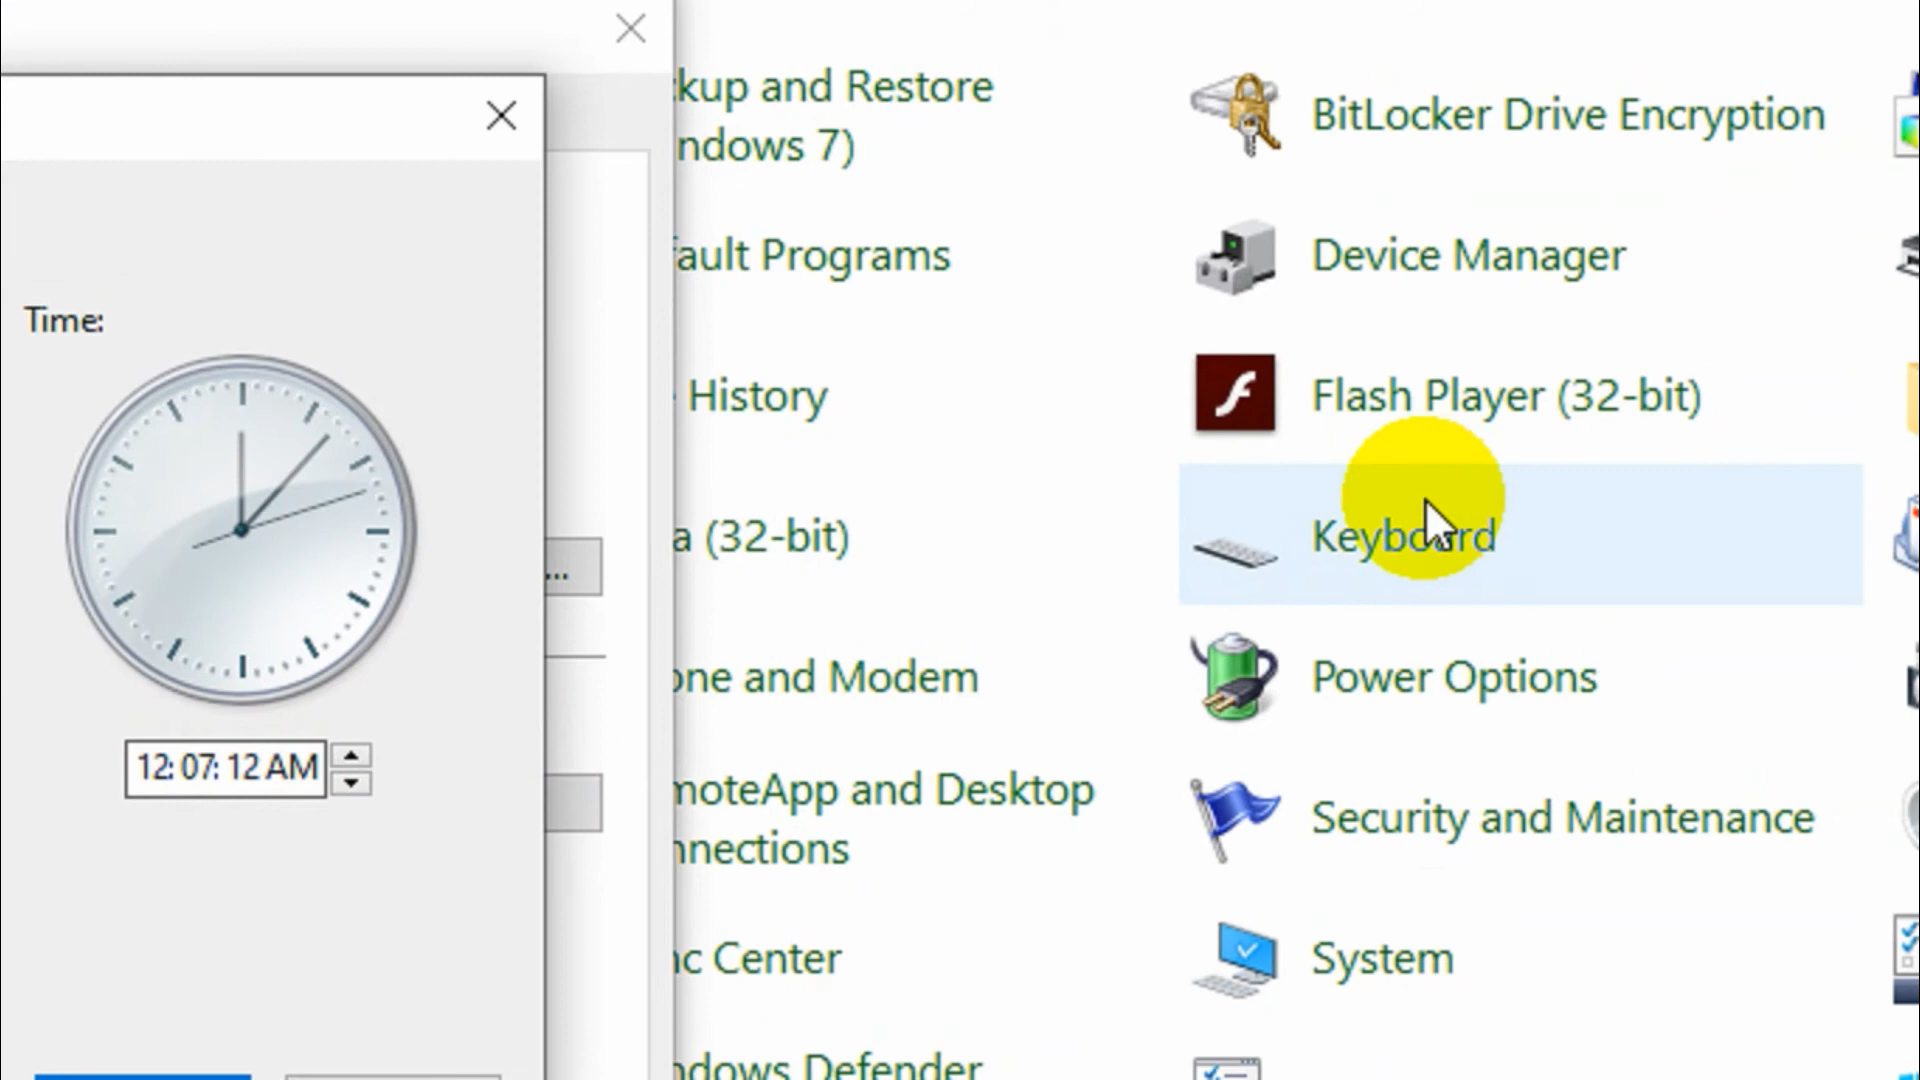 Time:
12:07:12 AM
...
kup and Restore
ndows 7)
BitLocker Drive Encryption
fault Programs
Device Manager
History
Flash Player (32-bit)
a (32-bit)
Keyboard
one and Modem
Power Options
moteApp and Desktop
nnections
Security and Maintenance
nc Center
System
ndows Defender